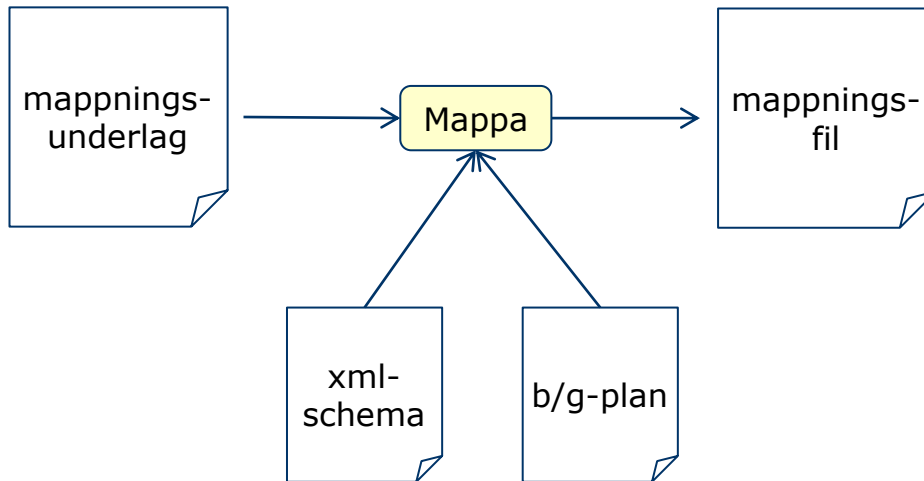 mappnings-
underlag
Mappa
mappnings-
fil
xml-
schema
b/g-plan